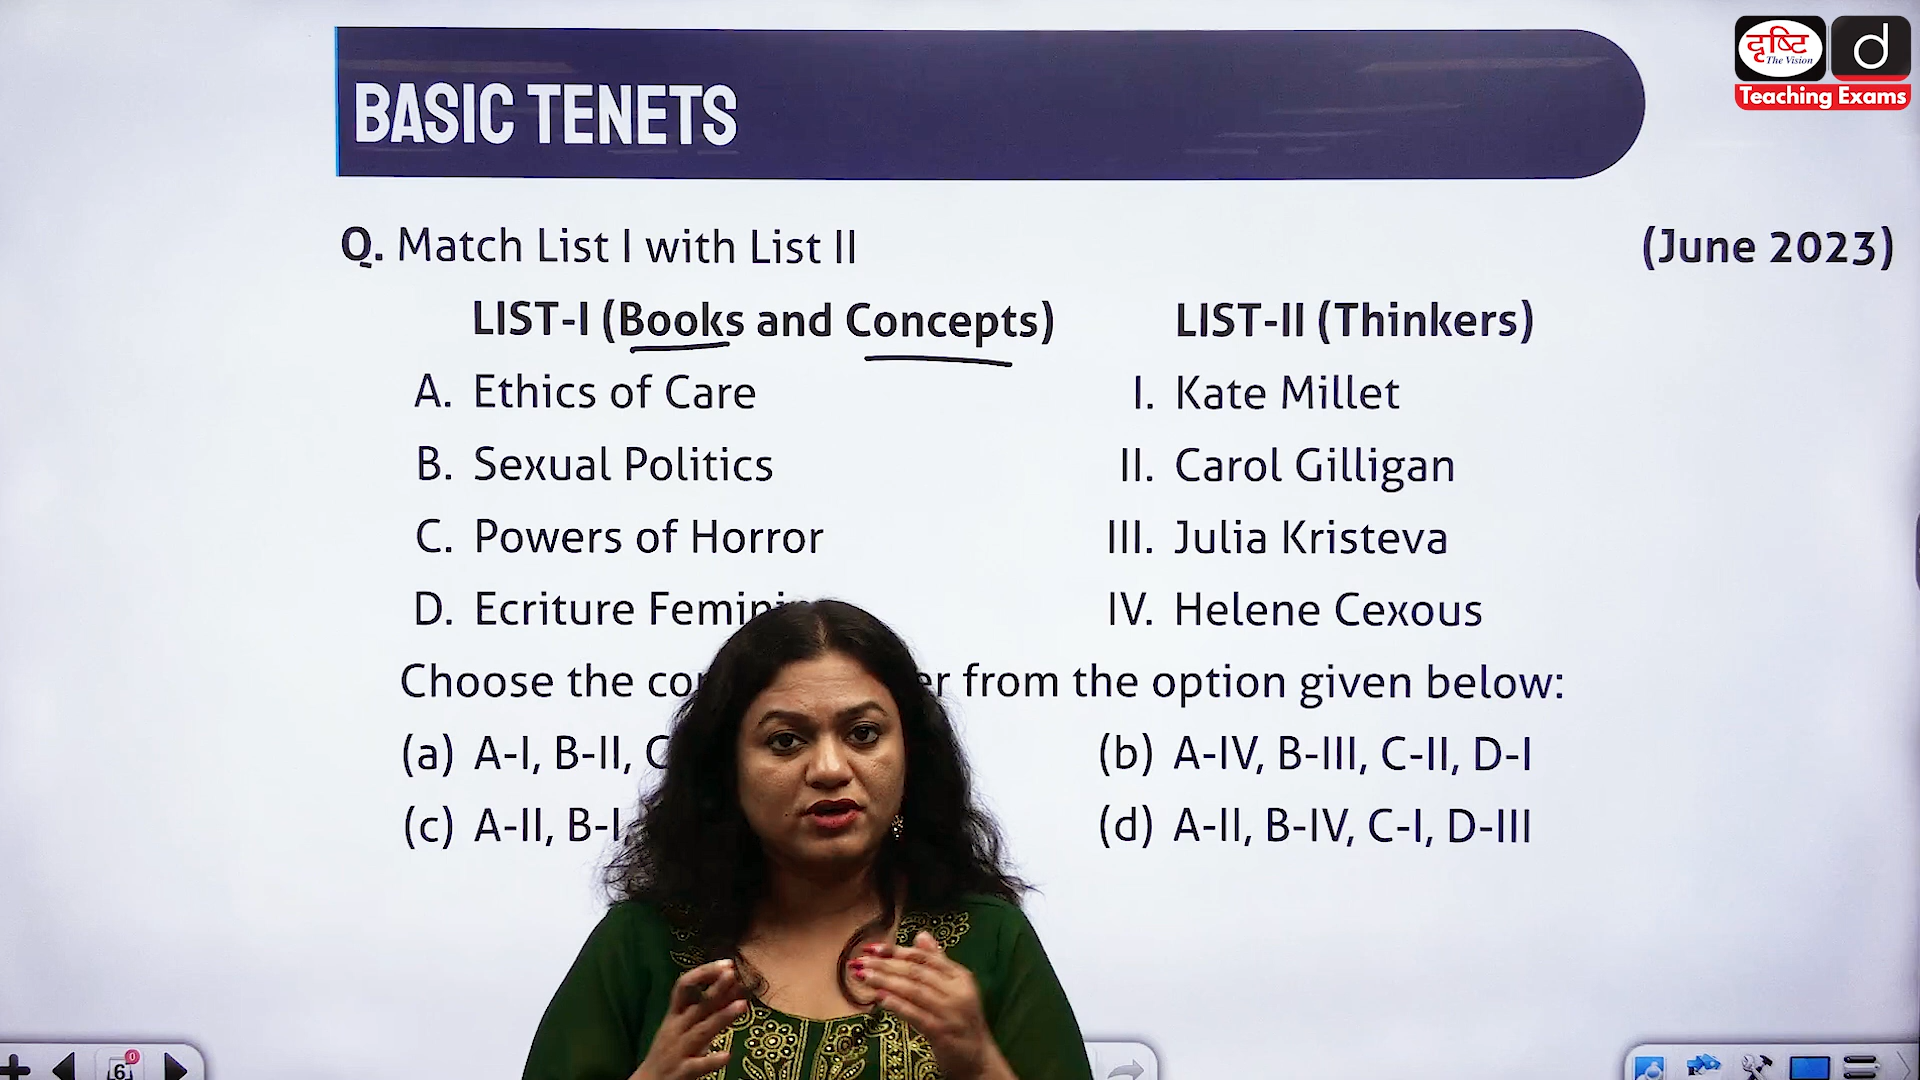 दृष्टि
The Vision
d
Teaching Exams
BASIC TENETS
Q. Match List I with List II (June 2023)
LIST-I (Books and Concepts) LIST-II (Thinkers)
A. Ethics of Care I. Kate Millet
B. Sexual Politics II. Carol Gilligan
C. Powers of Horror III. Julia Kristeva
D. Ecriture IV. Helene Cexous
Choose the from the option given below:
(a) A-I, B-II, (b) A-IV, B-III, C-II, D-I
(c) A-II, B-I, (d) A-II, B-IV, C-I, D-III
6 0